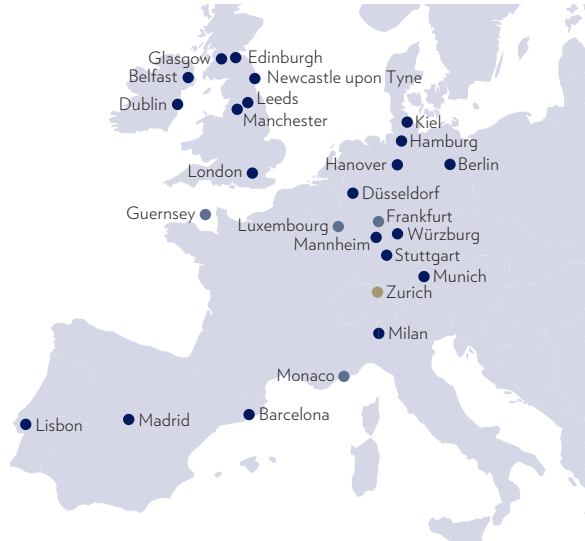 Glasgow
Edinburgh
Belfast
Newcastle upon Tyne
Dublin
Leeds
Manchester
Kiel
Hamburg
London
Hanover
Berlin
Düsseldorf
Guernsey
Luxembourg
Frankfurt
Mannheim
Würzburg
Stuttgart
Munich
Zurich
Milan
Monaco
Lisbon
Madrid
Barcelona